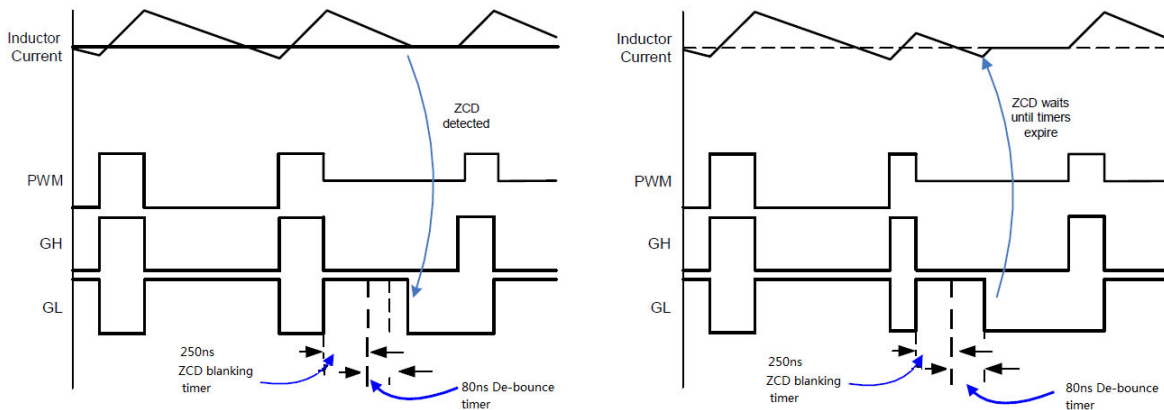 Inductor
Current
ZCD
detected
PWM
GH
GL
250ns
ZCD blanking
timer
80ns De-bounce
timer
Inductor
Current
ZCD waits
until timers
expire
PWM
GH
GL
250ns
ZCD blanking
timer
80ns De-bounce
timer